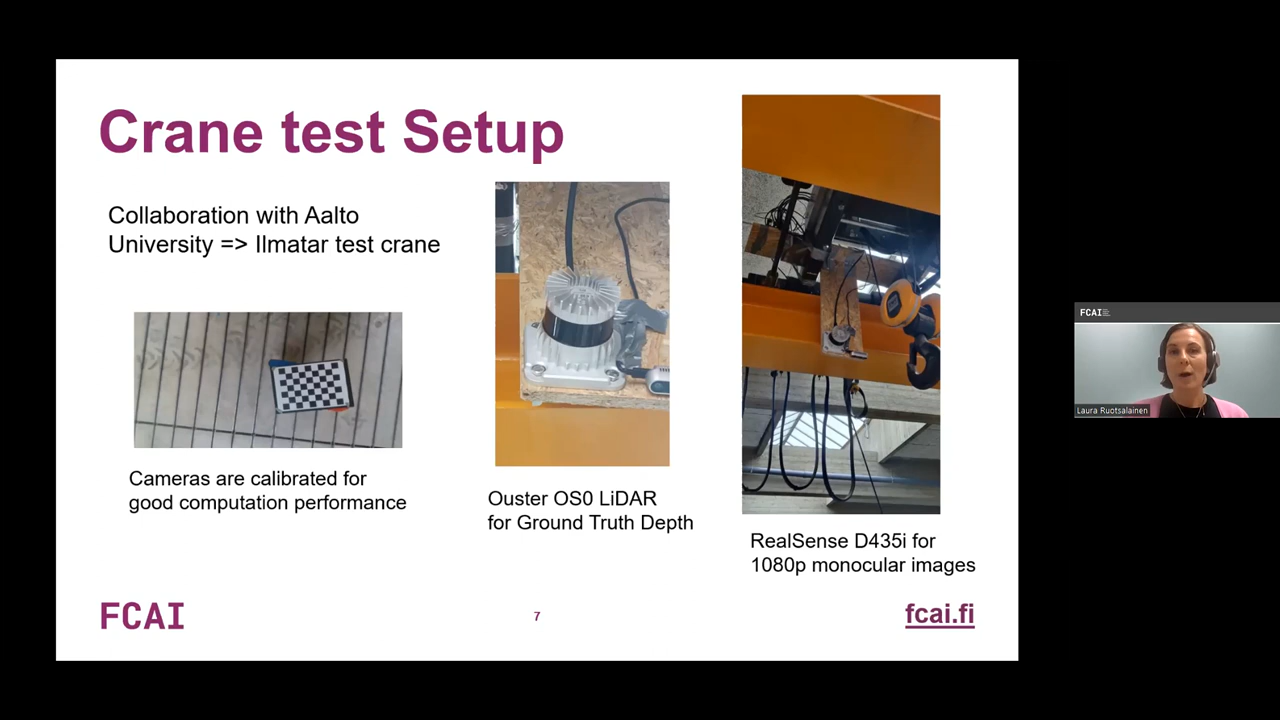 Crane test Setup
Collaboration with Aalto
University => Ilmatar test crane
Cameras are calibrated for
good computation performance
Ouster OS0 LiDAR
for Ground Truth Depth
RealSense D435i for
1080p monocular images
FCAI
7
fcai.fi
FCAI
Laura Ruotsalainen